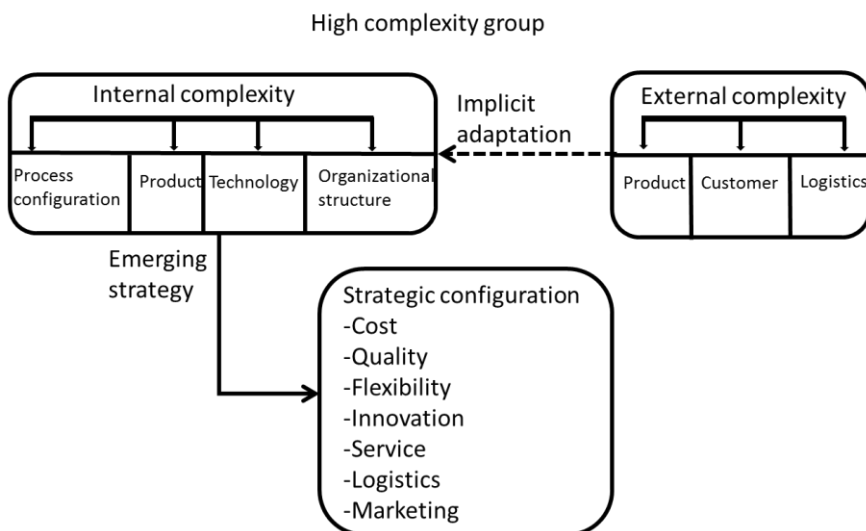 High complexity group
Internal complexity
Process
configuration
Product
Technology
Organizational
structure
Implicit
adaptation
External complexity
Product
Customer
Logistics
Emerging
strategy
Strategic configuration
-Cost
-Quality
-Flexibility
-Innovation
-Service
-Logistics
-Marketing